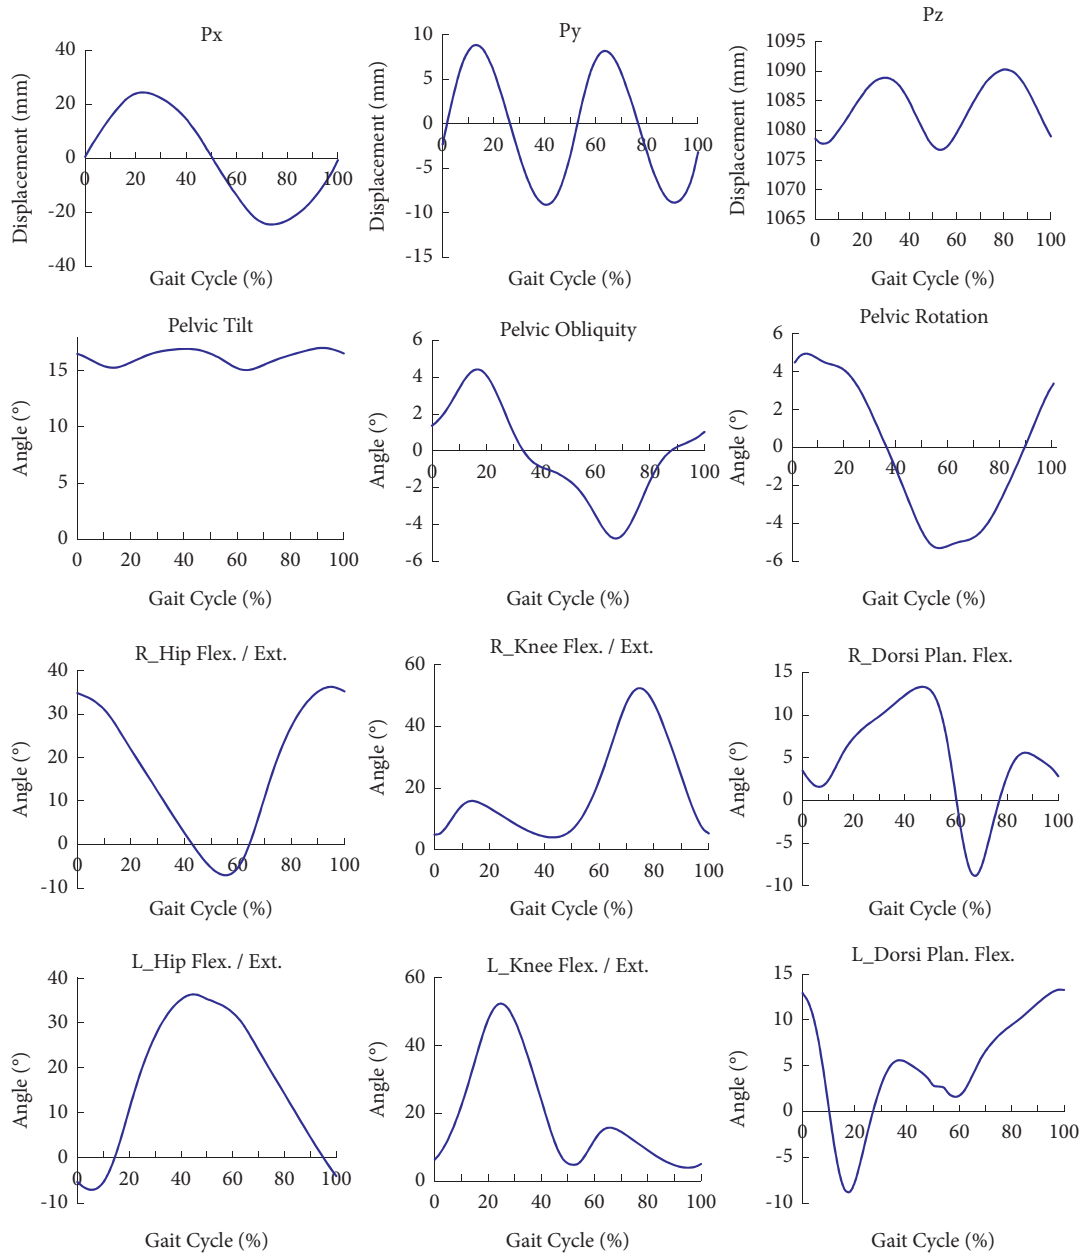 Px
40
20
0
-20
-40
0 20 40 60 80 100
Displacement (mm)
Gait Cycle (%)
Py
10
5
0
-5
-10
-15
0 20 40 60 80 100
Displacement (mm)
Gait Cycle (%)
Pz
1095
1090
1085
1080
1075
1070
1065
0 20 40 60 80 100
Displacement (mm)
Gait Cycle (%)
Pelvic Tilt
15
10
5
0
0 20 40 60 80 100
Angle (°)
Gait Cycle (%)
Pelvic Obliquity
6
4
2
0
-2
-4
-6
0 20 40 60 80 100
Angle (°)
Gait Cycle (%)
Pelvic Rotation
6
4
2
0
-2
-4
-6
0 20 40 60 80 100
Angle (°)
Gait Cycle (%)
R_Hip Flex. / Ext.
40
30
20
10
0
-10
0 20 40 60 80 100
Angle (°)
Gait Cycle (%)
R_Knee Flex. / Ext.
60
40
20
0
0 20 40 60 80 100
Angle (°)
Gait Cycle (%)
R_Dorsi Plan. Flex.
15
10
5
0
-5
-10
0 20 40 60 80 100
Angle (°)
Gait Cycle (%)
L_Hip Flex. / Ext.
40
30
20
10
0
-10
0 20 40 60 80 100
Angle (°)
Gait Cycle (%)
L_Knee Flex. / Ext.
60
40
20
0
0 20 40 60 80 100
Angle (°)
Gait Cycle (%)
L_Dorsi Plan. Flex.
15
10
5
0
-5
-10
0 20 40 60 80 100
Angle (°)
Gait Cycle (%)